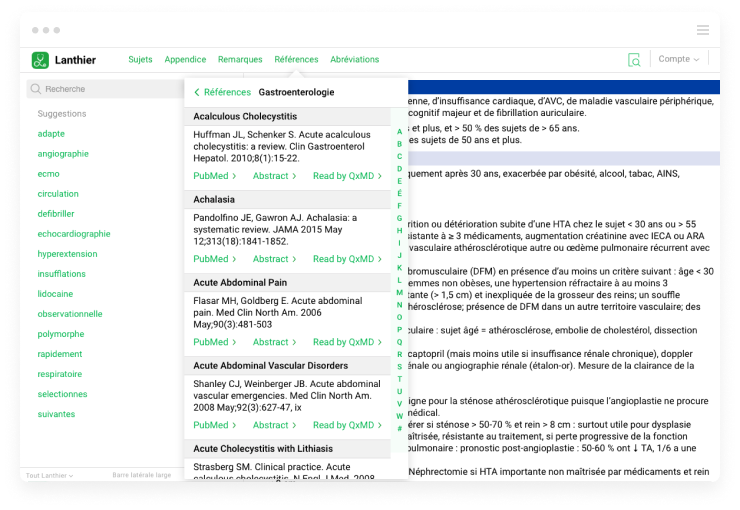 Lanthier
Sujets Appendice Remarques Références Abréviations
Compte
Recherche
Suggestions
adapte
angiographie
ecmo
circulation
defibriller
echocardiographie
hyperextension
insufflations
lidocaine
observationnelle
polymorphe
rapidement
respiratoire
selectionnes
suivantes
Tout Lanthier
Barre latérale large
Références Gastroenterologie
Acalculous Cholecystitis
Huffman JL, Schenker S. Acute acalculous
cholecystitis: a review. Clin Gastroenterol
Hepatol. 2010;8(1):15-22.
PubMed > Abstract > Read by QxMD >
Achalasia
Pandolfino JE, Gawron AJ. Achalasia: a
systematic review. JAMA 2015 May
12;313(18):1841-1852.
PubMed > Abstract > Read by QxMD >
Acute Abdominal Pain
Flasar MH, Goldberg E. Acute abdominal
pain. Med Clin North Am. 2006
May;90(3):481-503
PubMed > Abstract > Read by QxMD >
Acute Abdominal Vascular Disorders
Shanley CJ, Weinberger JB. Acute abdominal
vascular emergencies. Med Clin North Am.
2008 May;92(3):627-47, ix
PubMed > Abstract > Read by QxMD >
Acute Cholecystitis with Lithiasis
Strasberg SM. Clinical practice. Acute
calculous cholecystitis. N Engl J Med. 2008
A
B
C
D
E
É
F
G
H
I
J
K
L
M
N
O
P
Q
R
S
T
U
V
W
#
enne, d'insuffisance cardiaque, d'AVC, de maladie vasculaire périphérique,
cognitif majeur et de fibrillation auriculaire.
et plus, et > 50 % des sujets de > 65 ans.
es sujets de 50 ans et plus.
quement après 30 ans, exacerbée par obésité, alcool, tabac, AINS,
rition ou détérioration subite d'une HTA chez le sujet < 30 ans ou > 55
sistante à ≥ 3 médicaments, augmentation créatinine avec IECA ou ARA
vasculaire athérosclérotique autre ou œdème pulmonaire récurrent avec
bromusculaire (DFM) en présence d'au moins un critère suivant : âge < 30
emmes non obèses, une hypertension réfractaire à au moins 3
tante (> 1,5 cm) et inexpliquée de la grosseur des reins; un souffle
hérosclérose; présence de DFM dans un autre territoire vasculaire; des
culaire : sujet âgé = athérosclérose, embolie de cholestérol, dissection
captopril (mais moins utile si insuffisance rénale chronique), doppler
énale ou angiographie rénale (étalon-or). Mesure de la clairance de la
igne pour la sténose athérosclérotique puisque l'angioplastie ne procure
médical.
érer si sténose > 50-70 % et rein > 8 cm : surtout utile pour dysplasie
aîtrisée, résistante au traitement, si perte progressive de la fonction
pulmonaire : pronostic post-angioplastie : 50-60 % ont ↓ TA, 1/6 a une
Néphrectomie si HTA importante non maîtrisée par médicaments et rein